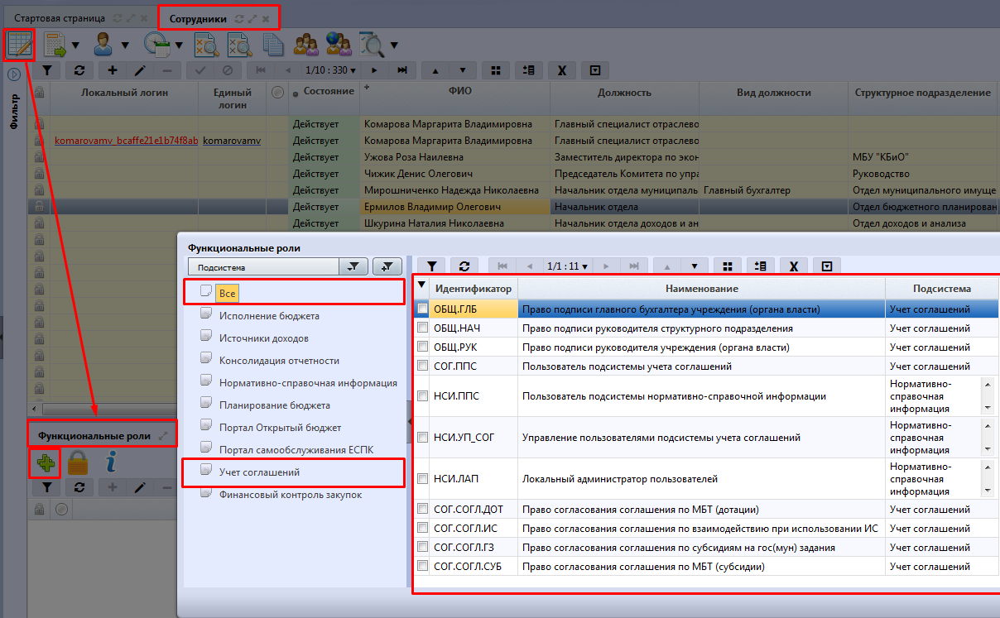 Стартовая страница
Сотрудники
1/10 : 330
Фильтр
Локальный логин
Единый логин
Состояние
ФИО
Должность
Вид должности
Структурное подразделение
Действует Комарова Маргарита Владимировна Главный специалист отраслево
komarovamv_bcaffe21e1b74f8ab komarovamv Действует Комарова Маргарита Владимировна Главный специалист отраслево
Действует Ужова Роза Наилевна Заместитель директора по экон МБУ "КБиО"
Действует Чижик Денис Олегович Председатель Комитета по упра Руководство
Действует Мирошниченко Надежда Николаевна Начальник отдела муниципаль Главный бухгалтер Отдел муниципального имуще
Действует Ермилов Владимир Олегович Начальник отдела Отдел бюджетного планирован
Действует Шкурина Наталия Николаевна Начальник отдела доходов и ан Отдел доходов и анализа
Функциональные роли
Функциональные роли
Подсистема
Все
Исполнение бюджета
Источники доходов
Консолидация отчетности
Нормативно-справочная информация
Планирование бюджета
Портал Открытый бюджет
Портал самообслуживания ЕСПК
Учет соглашений
Финансовый контроль закупок
1/1 : 11
Идентификатор Наименование Подсистема
ОБЩ.ГЛБ Право подписи главного бухгалтера учреждения (органа власти) Учет соглашений
ОБЩ.НАЧ Право подписи руководителя структурного подразделения Учет соглашений
ОБЩ.РУК Право подписи руководителя учреждения (органа власти) Учет соглашений
СОГ.ППС Пользователь подсистемы учета соглашений Учет соглашений
НСИ.ППС Пользователь подсистемы нормативно-справочной информации Нормативно-
справочная
информация
НСИ.УП_СОГ Управление пользователями подсистемы учета соглашений Нормативно-
справочная
информация
НСИ.ЛАП Локальный администратор пользователей Нормативно-
справочная
информация
СОГ.СОГЛ.ДОТ Право согласования соглашения по МБТ (дотации) Учет соглашений
СОГ.СОГЛ.ИС Право согласования соглашения по взаимодействию при использовании ИС Учет соглашений
СОГ.СОГЛ.ГЗ Право согласования соглашения по субсидиям на гос(мун) задания Учет соглашений
СОГ.СОГЛ.СУБ Право согласования соглашения по МБТ (субсидии) Учет соглашений